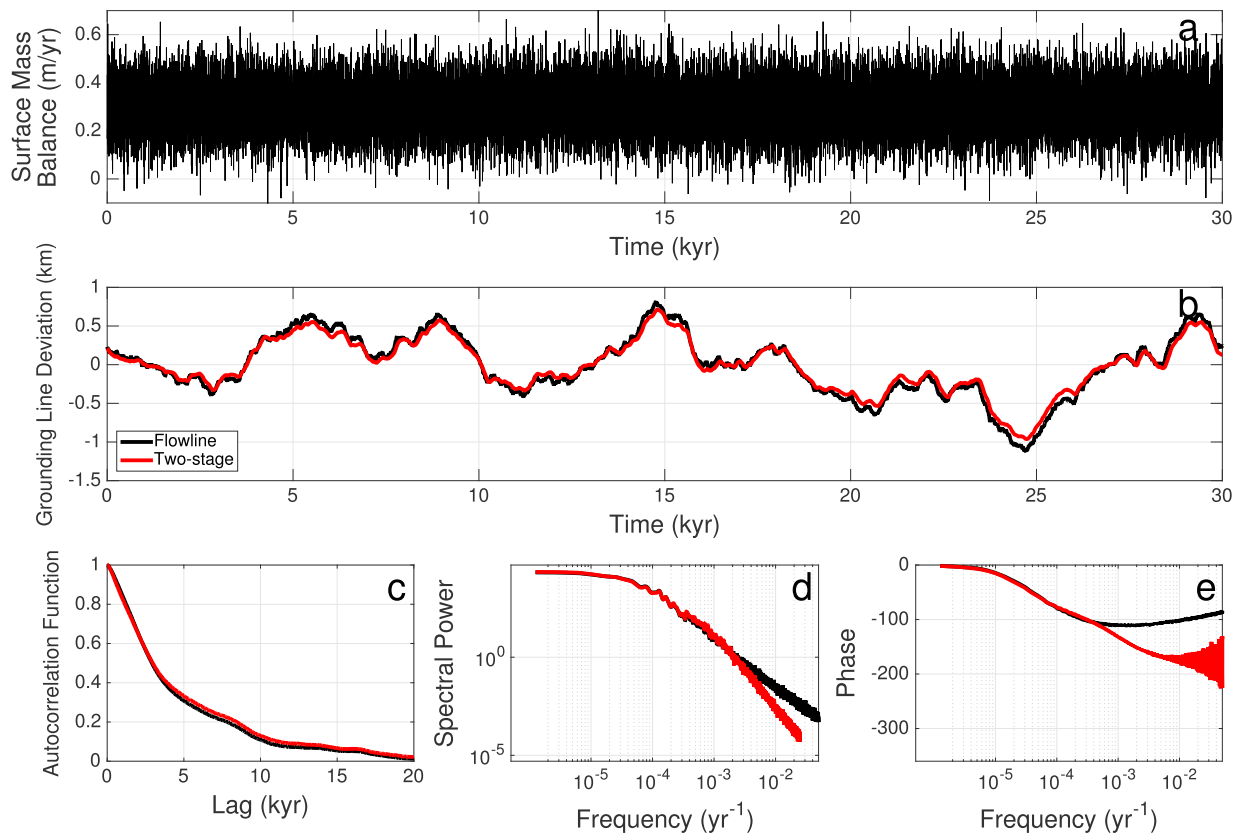 a
Surface Mass
Balance (m/yr)
0.6
0.4
0.2
0
0 5 10 15 20 25 30
Time (kyr)
b
Grounding Line Deviation (km)
1
0.5
0
-0.5
-1
-1.5
Flowline
Two-stage
0 5 10 15 20 25 30
Time (kyr)
c
Autocorrelation Function
1
0.8
0.6
0.4
0.2
0
0 5 10 15 20
Lag (kyr)
d
Spectral Power
10^0
10^-5
10^-5 10^-4 10^-3 10^-2
Frequency (yr^-1)
e
Phase
0
-100
-200
-300
10^-5 10^-4 10^-3 10^-2
Frequency (yr^-1)